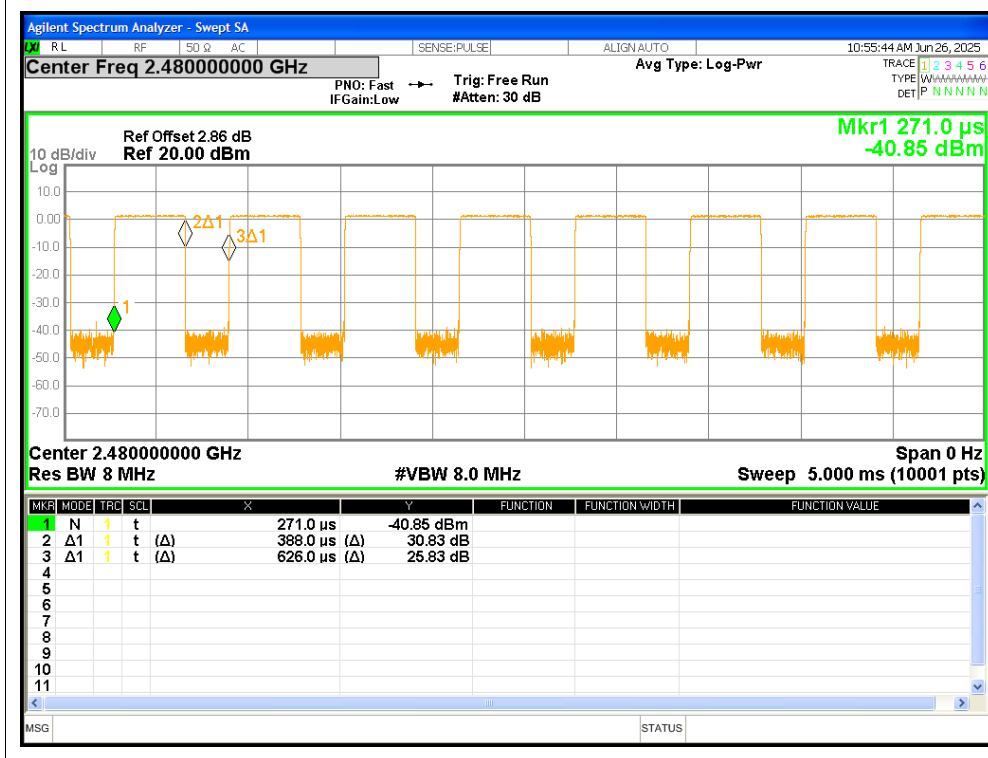 Agilent Spectrum Analyzer - Swept SA
LXI RL RF 50 Ω AC SENSE:PULSE ALIGN AUTO 10:55:44 AM Jun 26, 2025
Center Freq 2.480000000 GHz
PNO: Fast
IFGain:Low
Trig: Free Run
#Atten: 30 dB
Avg Type: Log-Pwr
TRACE 1 2 3 4 5 6
TYPE WWWWWW
DET P N N N N N
Mkr1 271.0 µs
-40.85 dBm
Ref Offset 2.86 dB
10 dB/div Ref 20.00 dBm
Log
10.0
0.00
-10.0
-20.0
-30.0
-40.0
-50.0
-60.0
-70.0
2Δ1
3Δ1
1
Center 2.480000000 GHz Span 0 Hz
Res BW 8 MHz #VBW 8.0 MHz Sweep 5.000 ms (10001 pts)
MKR MODE TRC SCL X Y FUNCTION FUNCTION WIDTH FUNCTION VALUE
1 N 1 t 271.0 µs -40.85 dBm
2 Δ1 1 t (Δ) 388.0 µs (Δ) 30.83 dB
3 Δ1 1 t (Δ) 626.0 µs (Δ) 25.83 dB
4
5
6
7
8
9
10
11
MSG STATUS